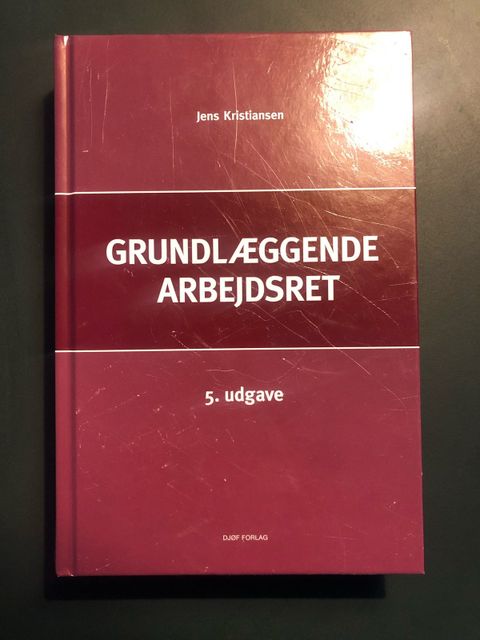 Jens Kristiansen
GRUNDLÆGGENDE
ARBEJDSRET
5. udgave
DJØF FORLAG